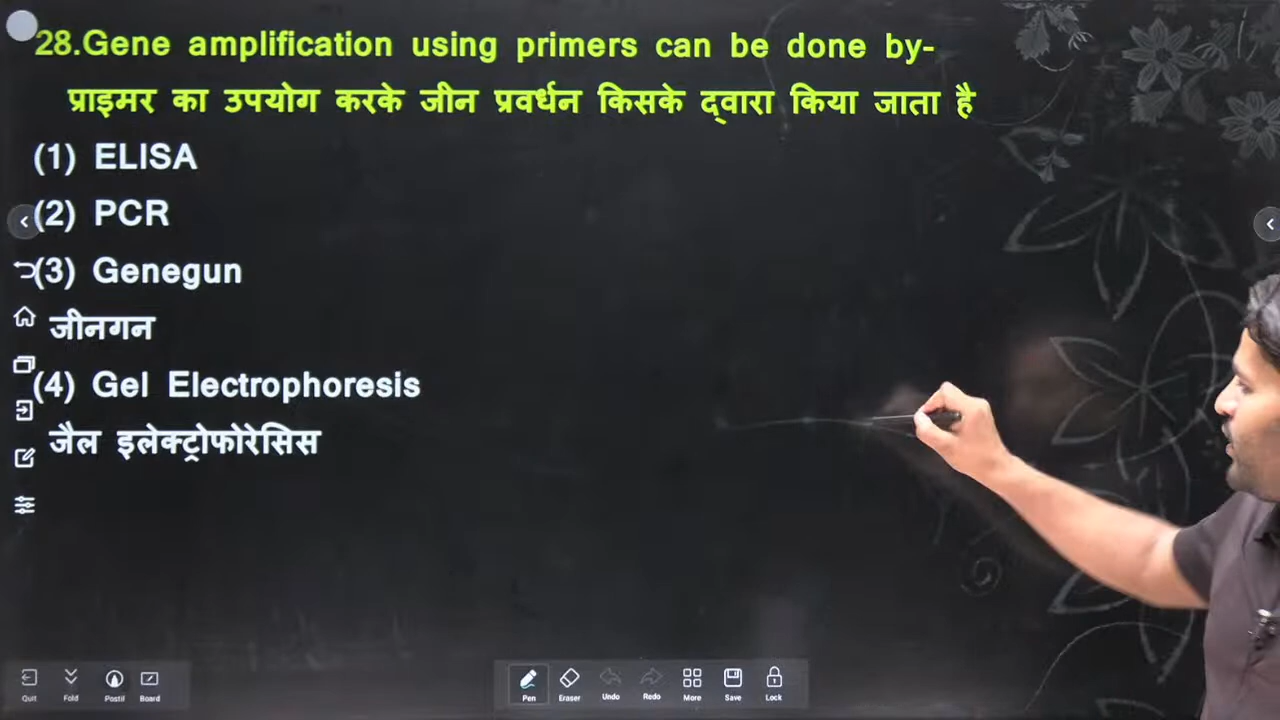 28.Gene amplification using primers can be done by-
प्राइमर का उपयोग करके जीन प्रवर्धन किसके द्वारा किया जाता है
(1) ELISA
(2) PCR
(3) Genegun
जीनगन
(4) Gel Electrophoresis
जैल इलेक्ट्रोफोरेसिस
Quit Fold Postil Board Pen Eraser Undo Redo More Save Lock